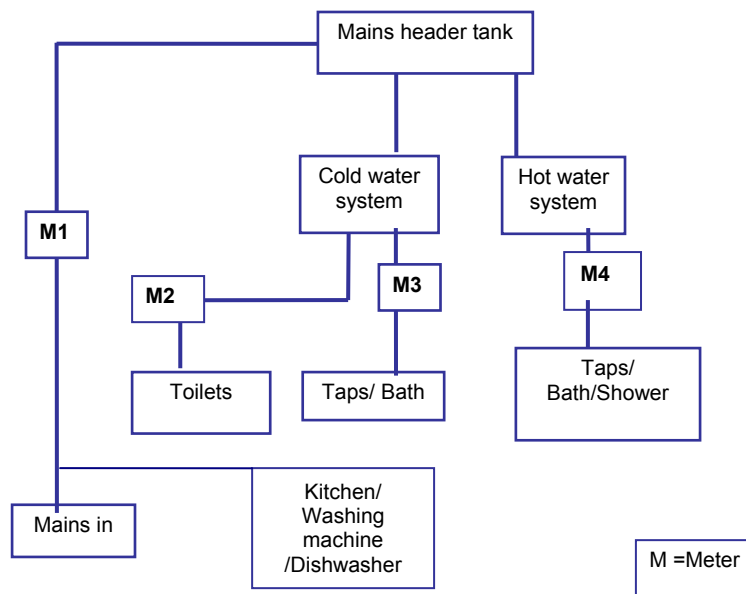 Mains header tank
Cold water
system
Hot water
system
M1
M2
M3
M4
Toilets
Taps/ Bath
Taps/
Bath/Shower
Mains in
Kitchen/
Washing
machine
/Dishwasher
M =Meter